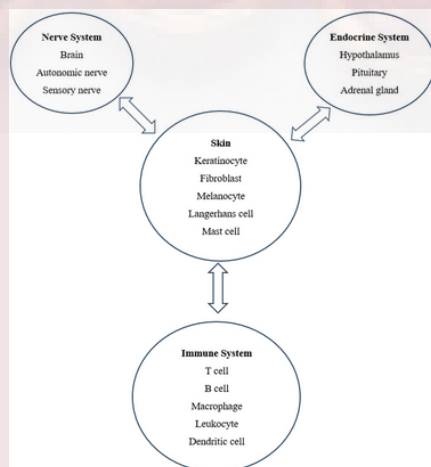 Nerve System
Brain
Autonomic nerve
Sensory nerve
Endocrine System
Hypothalamus
Pituitary
Adrenal gland
Skin
Keratinocyte
Fibroblast
Melanocyte
Langerhans cell
Mast cell
Immune System
T cell
B cell
Macrophage
Leukocyte
Dendritic cell